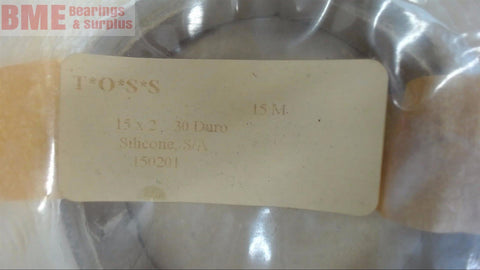 BME Bearings
& Surplus
T*O*S*S
15 M
15 x 2 , 30 Duro
Silicone, S/A
150201